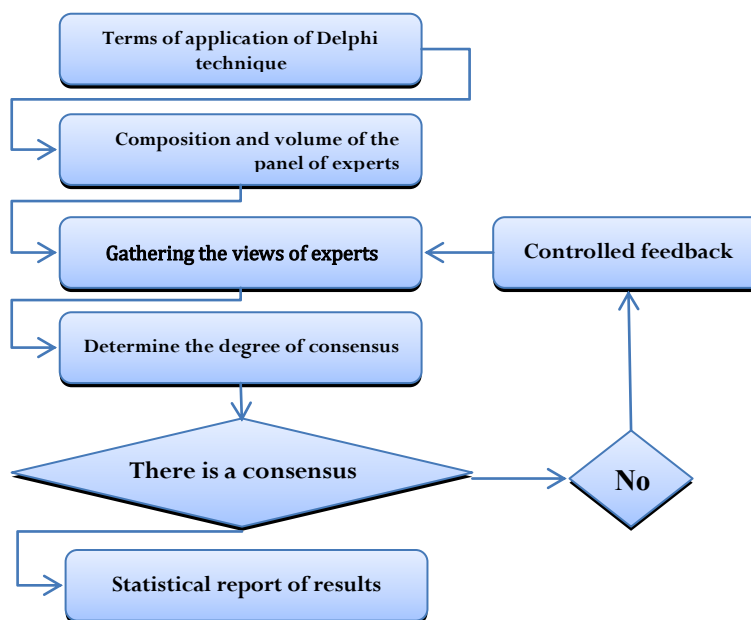 Terms of application of Delphi
technique
Composition and volume of the
panel of experts
Gathering the views of experts
Controlled feedback
Determine the degree of consensus
There is a consensus
No
Statistical report of results